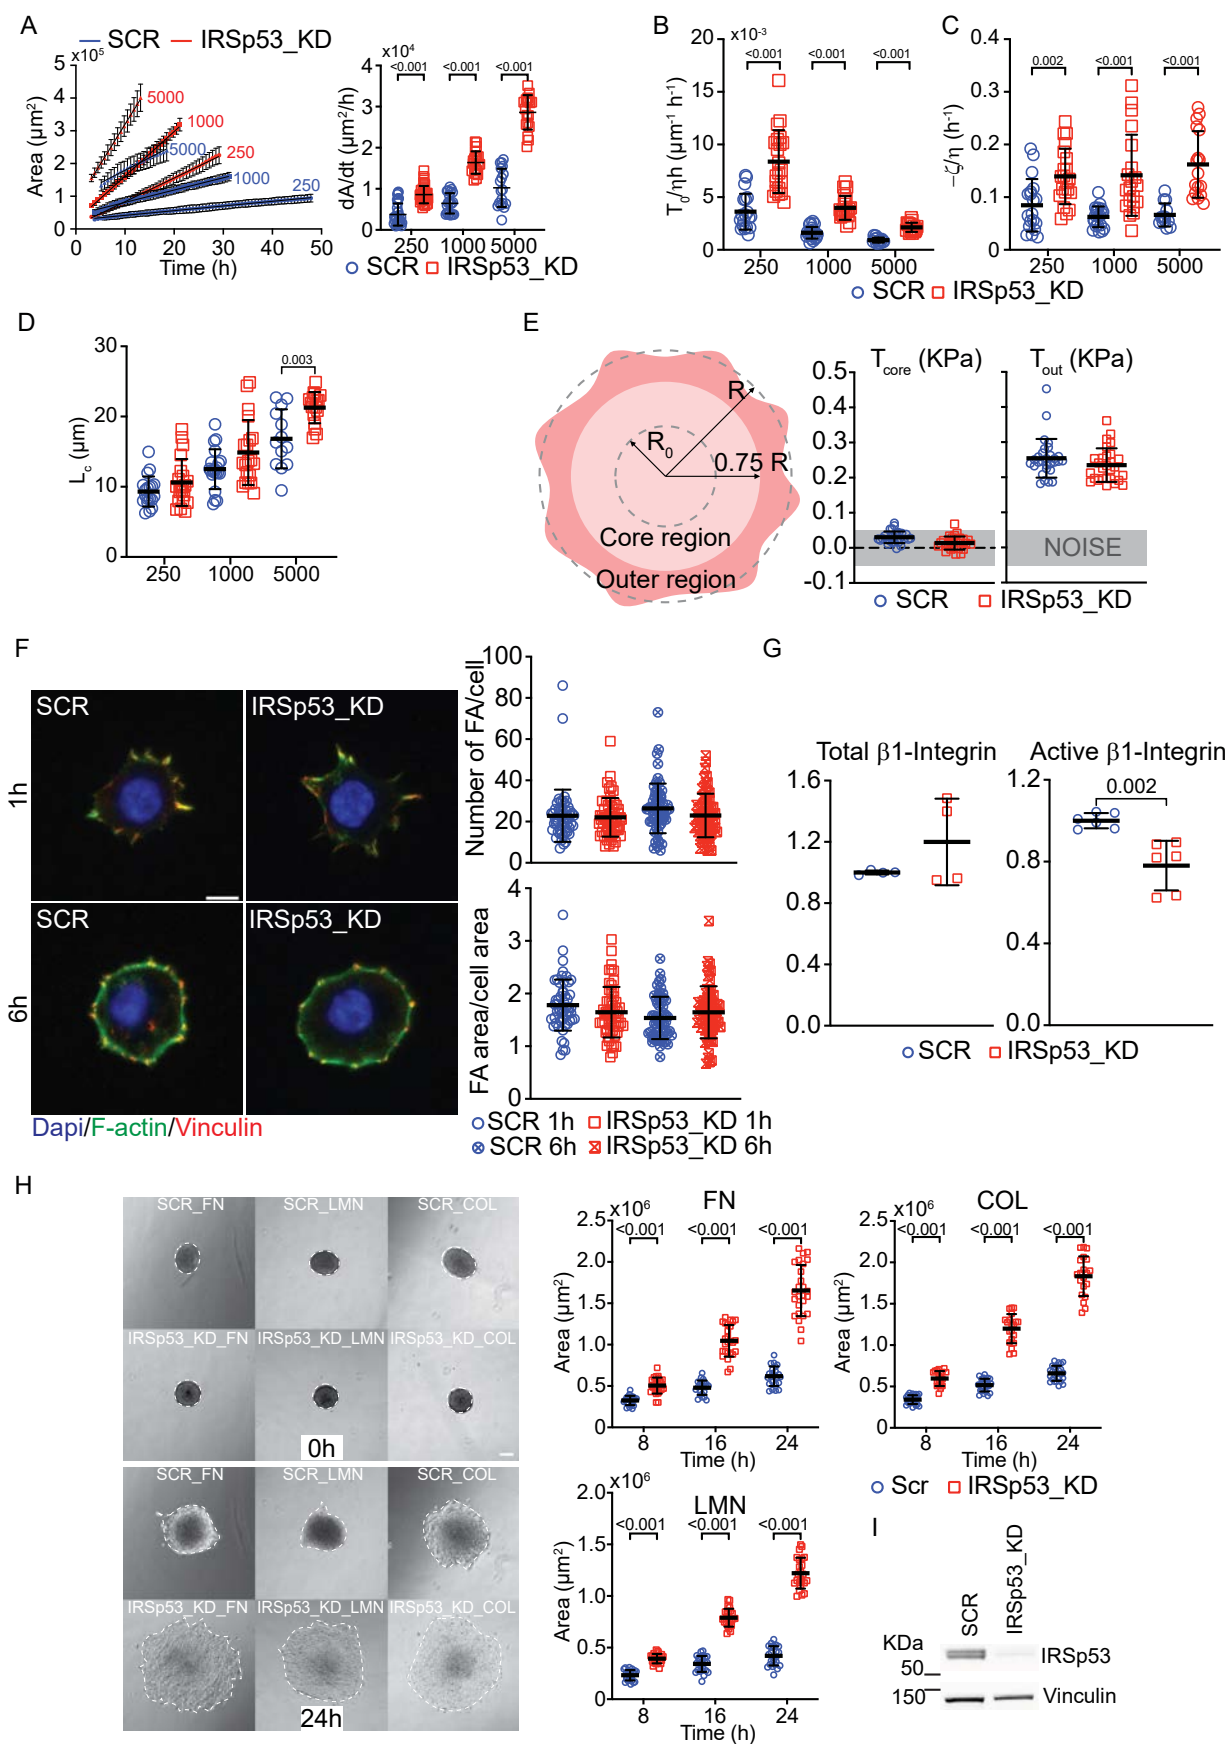 A
SCR IRSp53_KD
x10⁵
Area (µm²)
5
4
3
2
1
0
5000
1000
250
5000
1000
250
0 10 20 30 40 50
Time (h)
x10⁴
dA/dt (µm²/h)
4
3
2
1
0
<0.001 <0.001 <0.001
250 1000 5000
SCR IRSp53_KD
B
x10⁻³
T₀/ηh (µm⁻¹ h⁻¹)
20
15
10
5
0
<0.001 <0.001 <0.001
250 1000 5000
C
-ζ/η (h⁻¹)
0.4
0.3
0.2
0.1
0
0.002 <0.001 <0.001
250 1000 5000
SCR IRSp53_KD
D
L_c (µm)
30
20
10
0
0.003
250 1000 5000
E
R
R₀
0.75 R
Core region
Outer region
T_core (KPa)
T_out (KPa)
0.5
0.4
0.3
0.2
0.1
0.0
-0.1
NOISE
SCR IRSp53_KD
F
SCR IRSp53_KD
1h
SCR IRSp53_KD
6h
Dapi/F-actin/Vinculin
Number of FA/cell
100
80
60
40
20
0
FA area/cell area
4
3
2
1
0
SCR 1h IRSp53_KD 1h
SCR 6h IRSp53_KD 6h
G
Total β1-Integrin
1.6
1.2
0.8
0.4
0.0
Active β1-Integrin
1.2
0.8
0.4
0.0
0.002
SCR IRSp53_KD
H
SCR_FN SCR_LMN SCR_COL
IRSp53_KD_FN IRSp53_KD_LMN IRSp53_KD_COL
0h
SCR_FN SCR_LMN SCR_COL
IRSp53_KD_FN IRSp53_KD_LMN IRSp53_KD_COL
24h
x10⁶
FN
Area (µm²)
2.5
2.0
1.5
1.0
0.5
0
<0.001 <0.001 <0.001
8 16 24
Time (h)
x10⁶
COL
Area (µm²)
2.5
2.0
1.5
1.0
0.5
0
<0.001 <0.001 <0.001
8 16 24
Time (h)
Scr IRSp53_KD
x10⁶
LMN
Area (µm²)
2.0
1.5
1.0
0.5
0
<0.001 <0.001 <0.001
8 16 24
Time (h)
I
SCR
IRSp53_KD
KDa
50
IRSp53
150
Vinculin